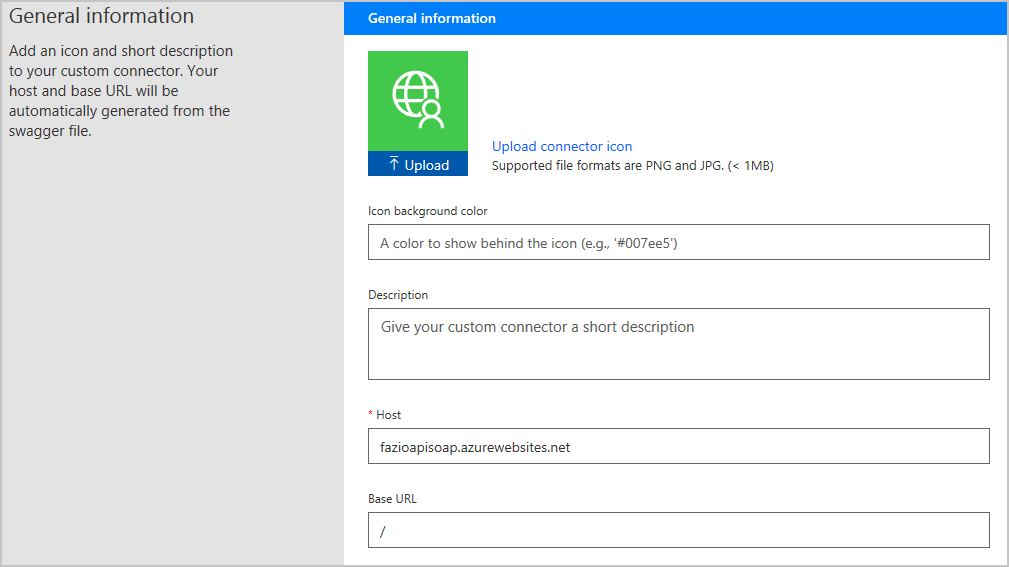 General information
Add an icon and short description
to your custom connector. Your
host and base URL will be
automatically generated from the
swagger file.
General information
Upload
Upload connector icon
Supported file formats are PNG and JPG. (< 1MB)
Icon background color
A color to show behind the icon (e.g., '#007ee5')
Description
Give your custom connector a short description
* Host
fazioapisoap.azurewebsites.net
Base URL
/